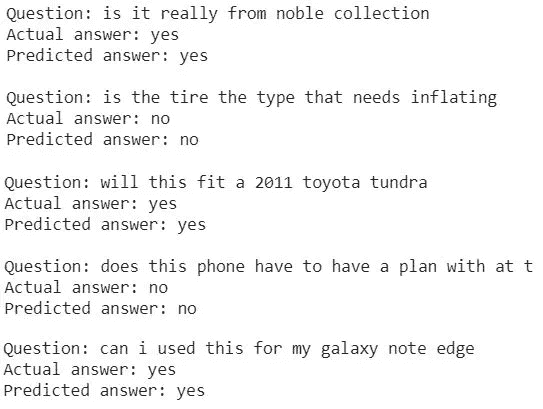 Question: is it really from noble collection
Actual answer: yes
Predicted answer: yes
Question: is the tire the type that needs inflating
Actual answer: no
Predicted answer: no
Question: will this fit a 2011 toyota tundra
Actual answer: yes
Predicted answer: yes
Question: does this phone have to have a plan with at t
Actual answer: no
Predicted answer: no
Question: can i used this for my galaxy note edge
Actual answer: yes
Predicted answer: yes